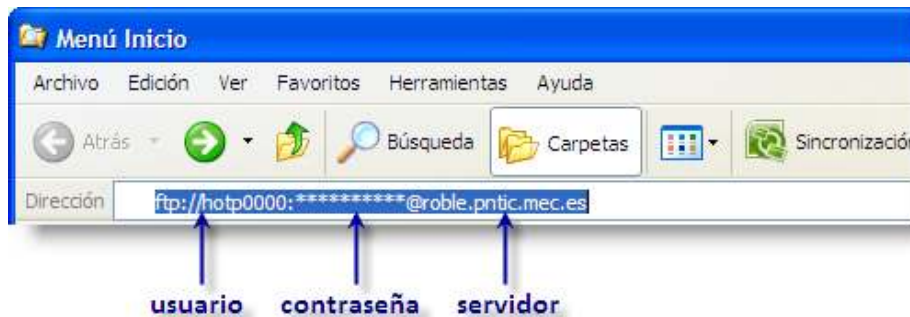 Menú Inicio
Archivo Edición Ver Favoritos Herramientas Ayuda
Atrás Búsqueda Carpetas Sincronización
Dirección ftp://hotp0000:**********@roble.pntic.mec.es
usuario contraseña servidor